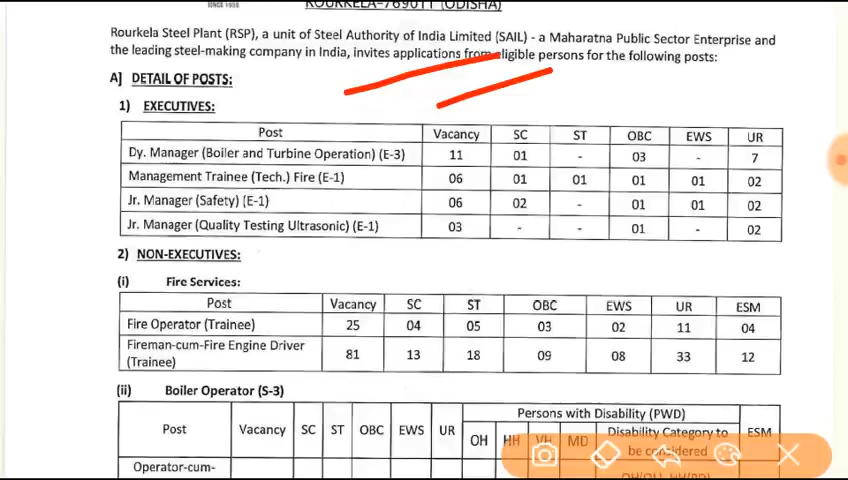 ROURKELA-769011 (ODISHA)
Rourkela Steel Plant (RSP), a unit of Steel Authority of India Limited (SAIL) - a Maharatna Public Sector Enterprise and
the leading steel-making company in India, invites applications from eligible persons for the following posts:
A] DETAIL OF POSTS:
1) EXECUTIVES:
Post Vacancy SC ST OBC EWS UR
Dy. Manager (Boiler and Turbine Operation) (E-3) 11 01 - 03 - 7
Management Trainee (Tech.) Fire (E-1) 06 01 01 01 01 02
Jr. Manager (Safety) (E-1) 06 02 - 01 01 02
Jr. Manager (Quality Testing Ultrasonic) (E-1) 03 - - 01 - 02
2) NON-EXECUTIVES:
(i) Fire Services:
Post Vacancy SC ST OBC EWS UR ESM
Fire Operator (Trainee) 25 04 05 03 02 11 04
Fireman-cum-Fire Engine Driver
(Trainee) 81 13 18 09 08 33 12
(ii) Boiler Operator (S-3)
Persons with Disability (PWD)
Post Vacancy SC ST OBC EWS UR OH HH VH MD Disability Category to
be considered ESM
Operator-cum-